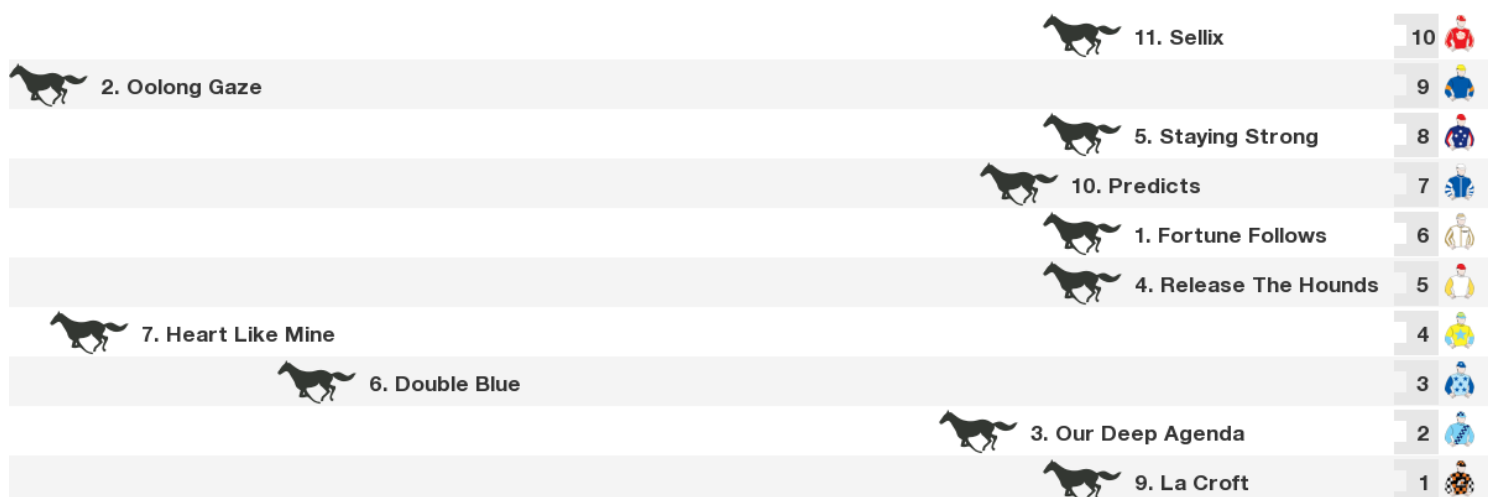 11. Sellix 10
2. Oolong Gaze 9
5. Staying Strong 8
10. Predicts 7
1. Fortune Follows 6
4. Release The Hounds 5
7. Heart Like Mine 4
6. Double Blue 3
3. Our Deep Agenda 2
9. La Croft 1